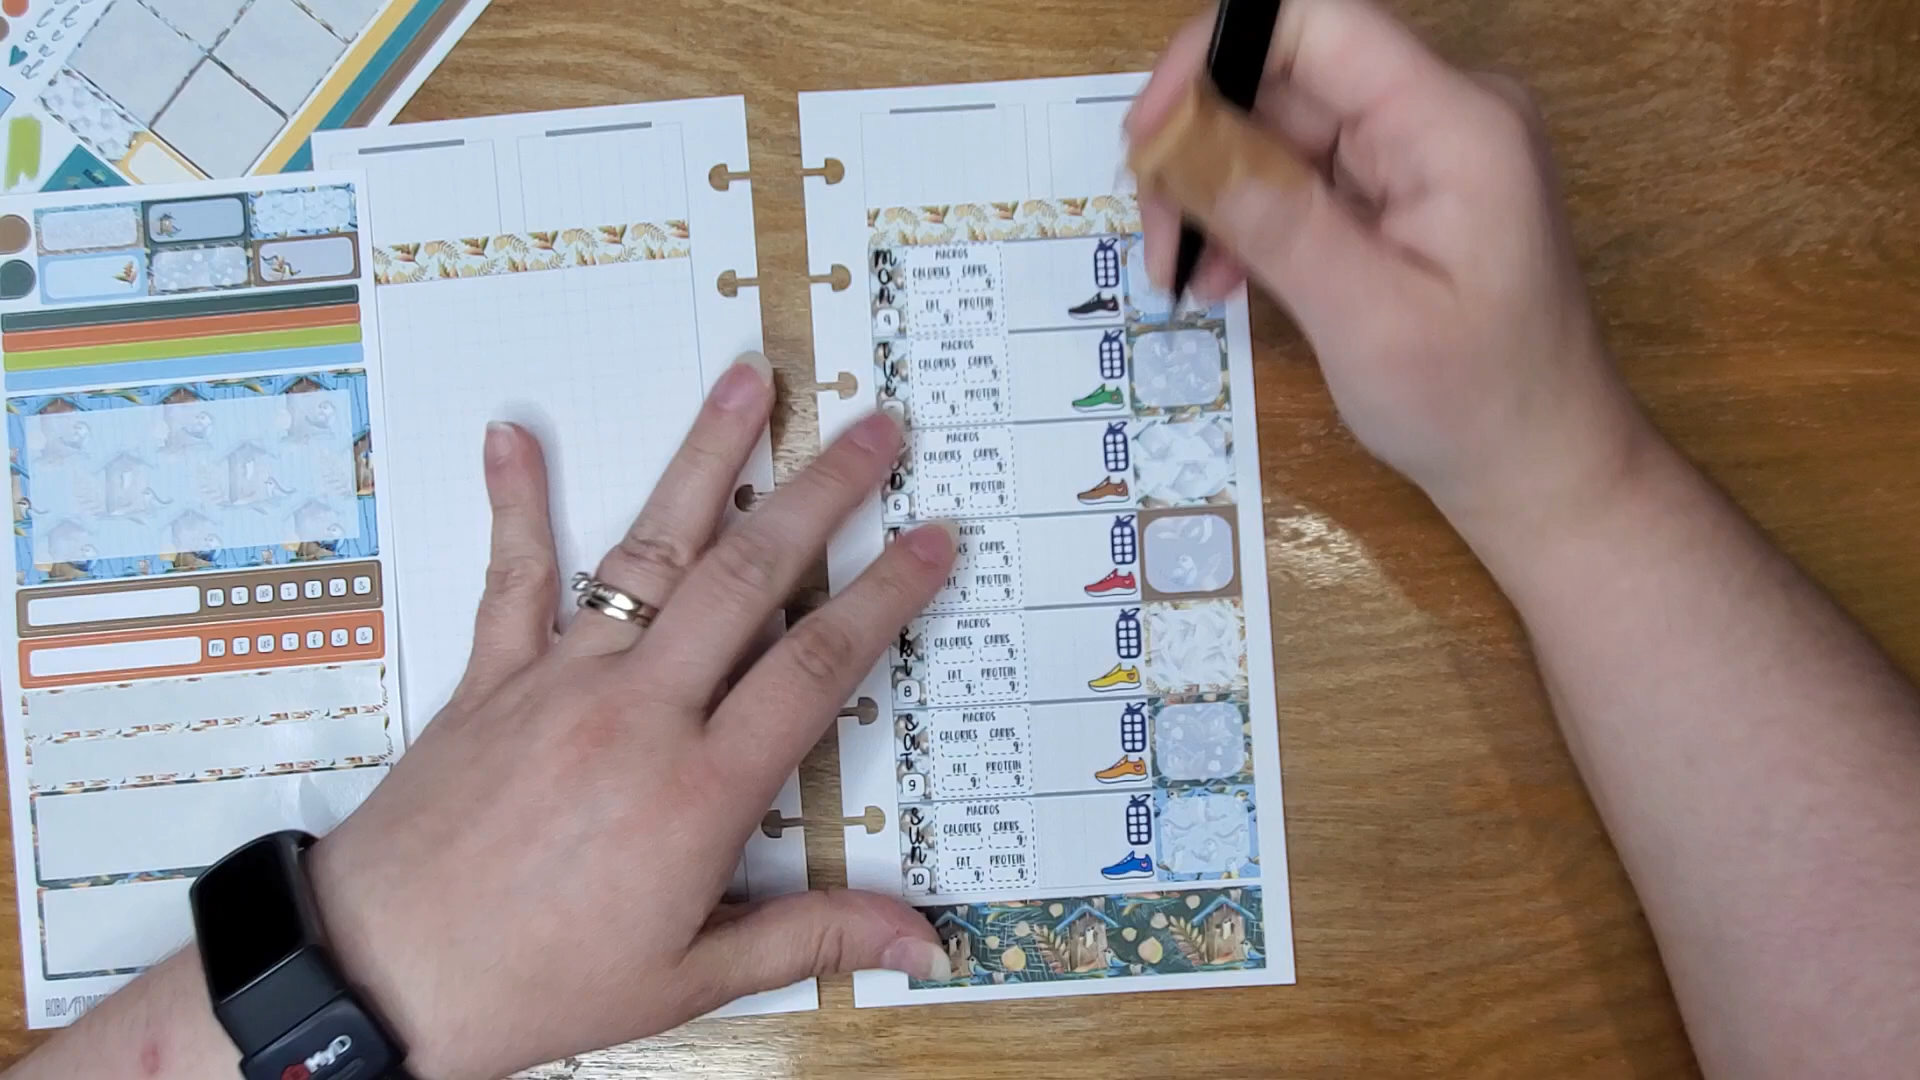 mon
MACROS
CALORIES CARBS
g
FAT PROTEIN
g g
4
TUE
MACROS
CALORIES CARBS
g
FAT PROTEIN
g g
D
MACROS
CALORIES CARBS
g
FAT PROTEIN
g g
6
MACROS
CARBS
g
PROTEIN
g g
MACROS
CALORIES CARBS
g
FAT PROTEIN
g g
8
sat
MACROS
CALORIES CARBS
g
FAT PROTEIN
g g
9
sun
MACROS
CALORIES CARBS
g
FAT PROTEIN
g g
10
M T W T F S S
M T W T F S S